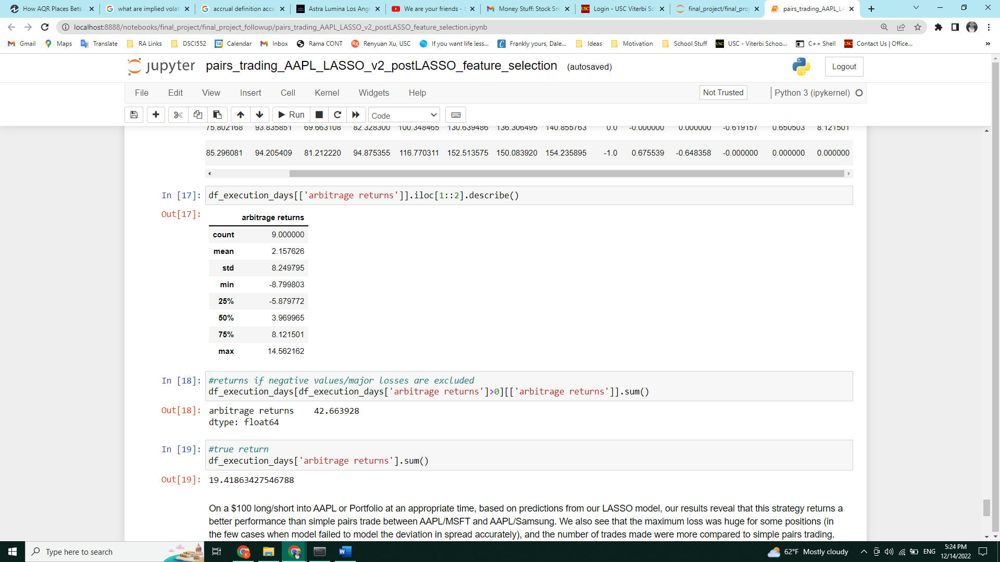 How AQR Places Bets
what are implied volat
accrual definition acco
Astra Lumina Los Ange
We are your friends -
Money Stuff: Stock Sni
Login - USC Viterbi Sc
final_project/final_proj
pairs_trading_AAPL_LA
localhost:8888/notebooks/final_project/final_project_followup/pairs_trading_AAPL_LASSO_v2_postLASSO_feature_selection.ipynb
Gmail Maps Translate RA Links DSCI552 Calendar Inbox Rama CONT Renyuan Xu, USC If you want life less... Frankly yours, Dale... Ideas Motivation School Stuff USC - Viterbi Schoo... C++ Shell Contact Us | Office... »
jupyter pairs_trading_AAPL_LASSO_v2_postLASSO_feature_selection (autosaved) Logout
File Edit View Insert Cell Kernel Widgets Help Not Trusted Python 3 (ipykernel)
Run Code
75.802168 93.835851 69.663108 82.328300 100.348465 130.639486 136.306495 140.855763 0.0 -0.000000 0.000000 -0.619157 0.650503 8.121501
85.296081 94.205409 81.212220 94.875355 116.770311 152.513575 150.083920 154.235895 -1.0 0.675539 -0.648358 -0.000000 0.000000 0.000000
In [17]: df_execution_days[['arbitrage returns']].iloc[1::2].describe()
Out[17]:
arbitrage returns
count 9.000000
mean 2.157626
std 8.249795
min -8.799803
25% -5.879772
50% 3.969965
75% 8.121501
max 14.562162
In [18]: #returns if negative values/major losses are excluded
df_execution_days[df_execution_days['arbitrage returns']>0][['arbitrage returns']].sum()
Out[18]: arbitrage returns 42.663928
dtype: float64
In [19]: #true return
df_execution_days['arbitrage returns'].sum()
Out[19]: 19.41863427546788
On a $100 long/short into AAPL or Portfolio at an appropriate time, based on predictions from our LASSO model, our results reveal that this strategy returns a
better performance than simple pairs trade between AAPL/MSFT and AAPL/Samsung. We also see that the maximum loss was huge for some positions (in
the few cases when model failed to model the deviation in spread accurately), and the number of trades made were more compared to simple pairs trading.
Type here to search
62°F Mostly cloudy
ENG
5:24 PM
12/14/2022